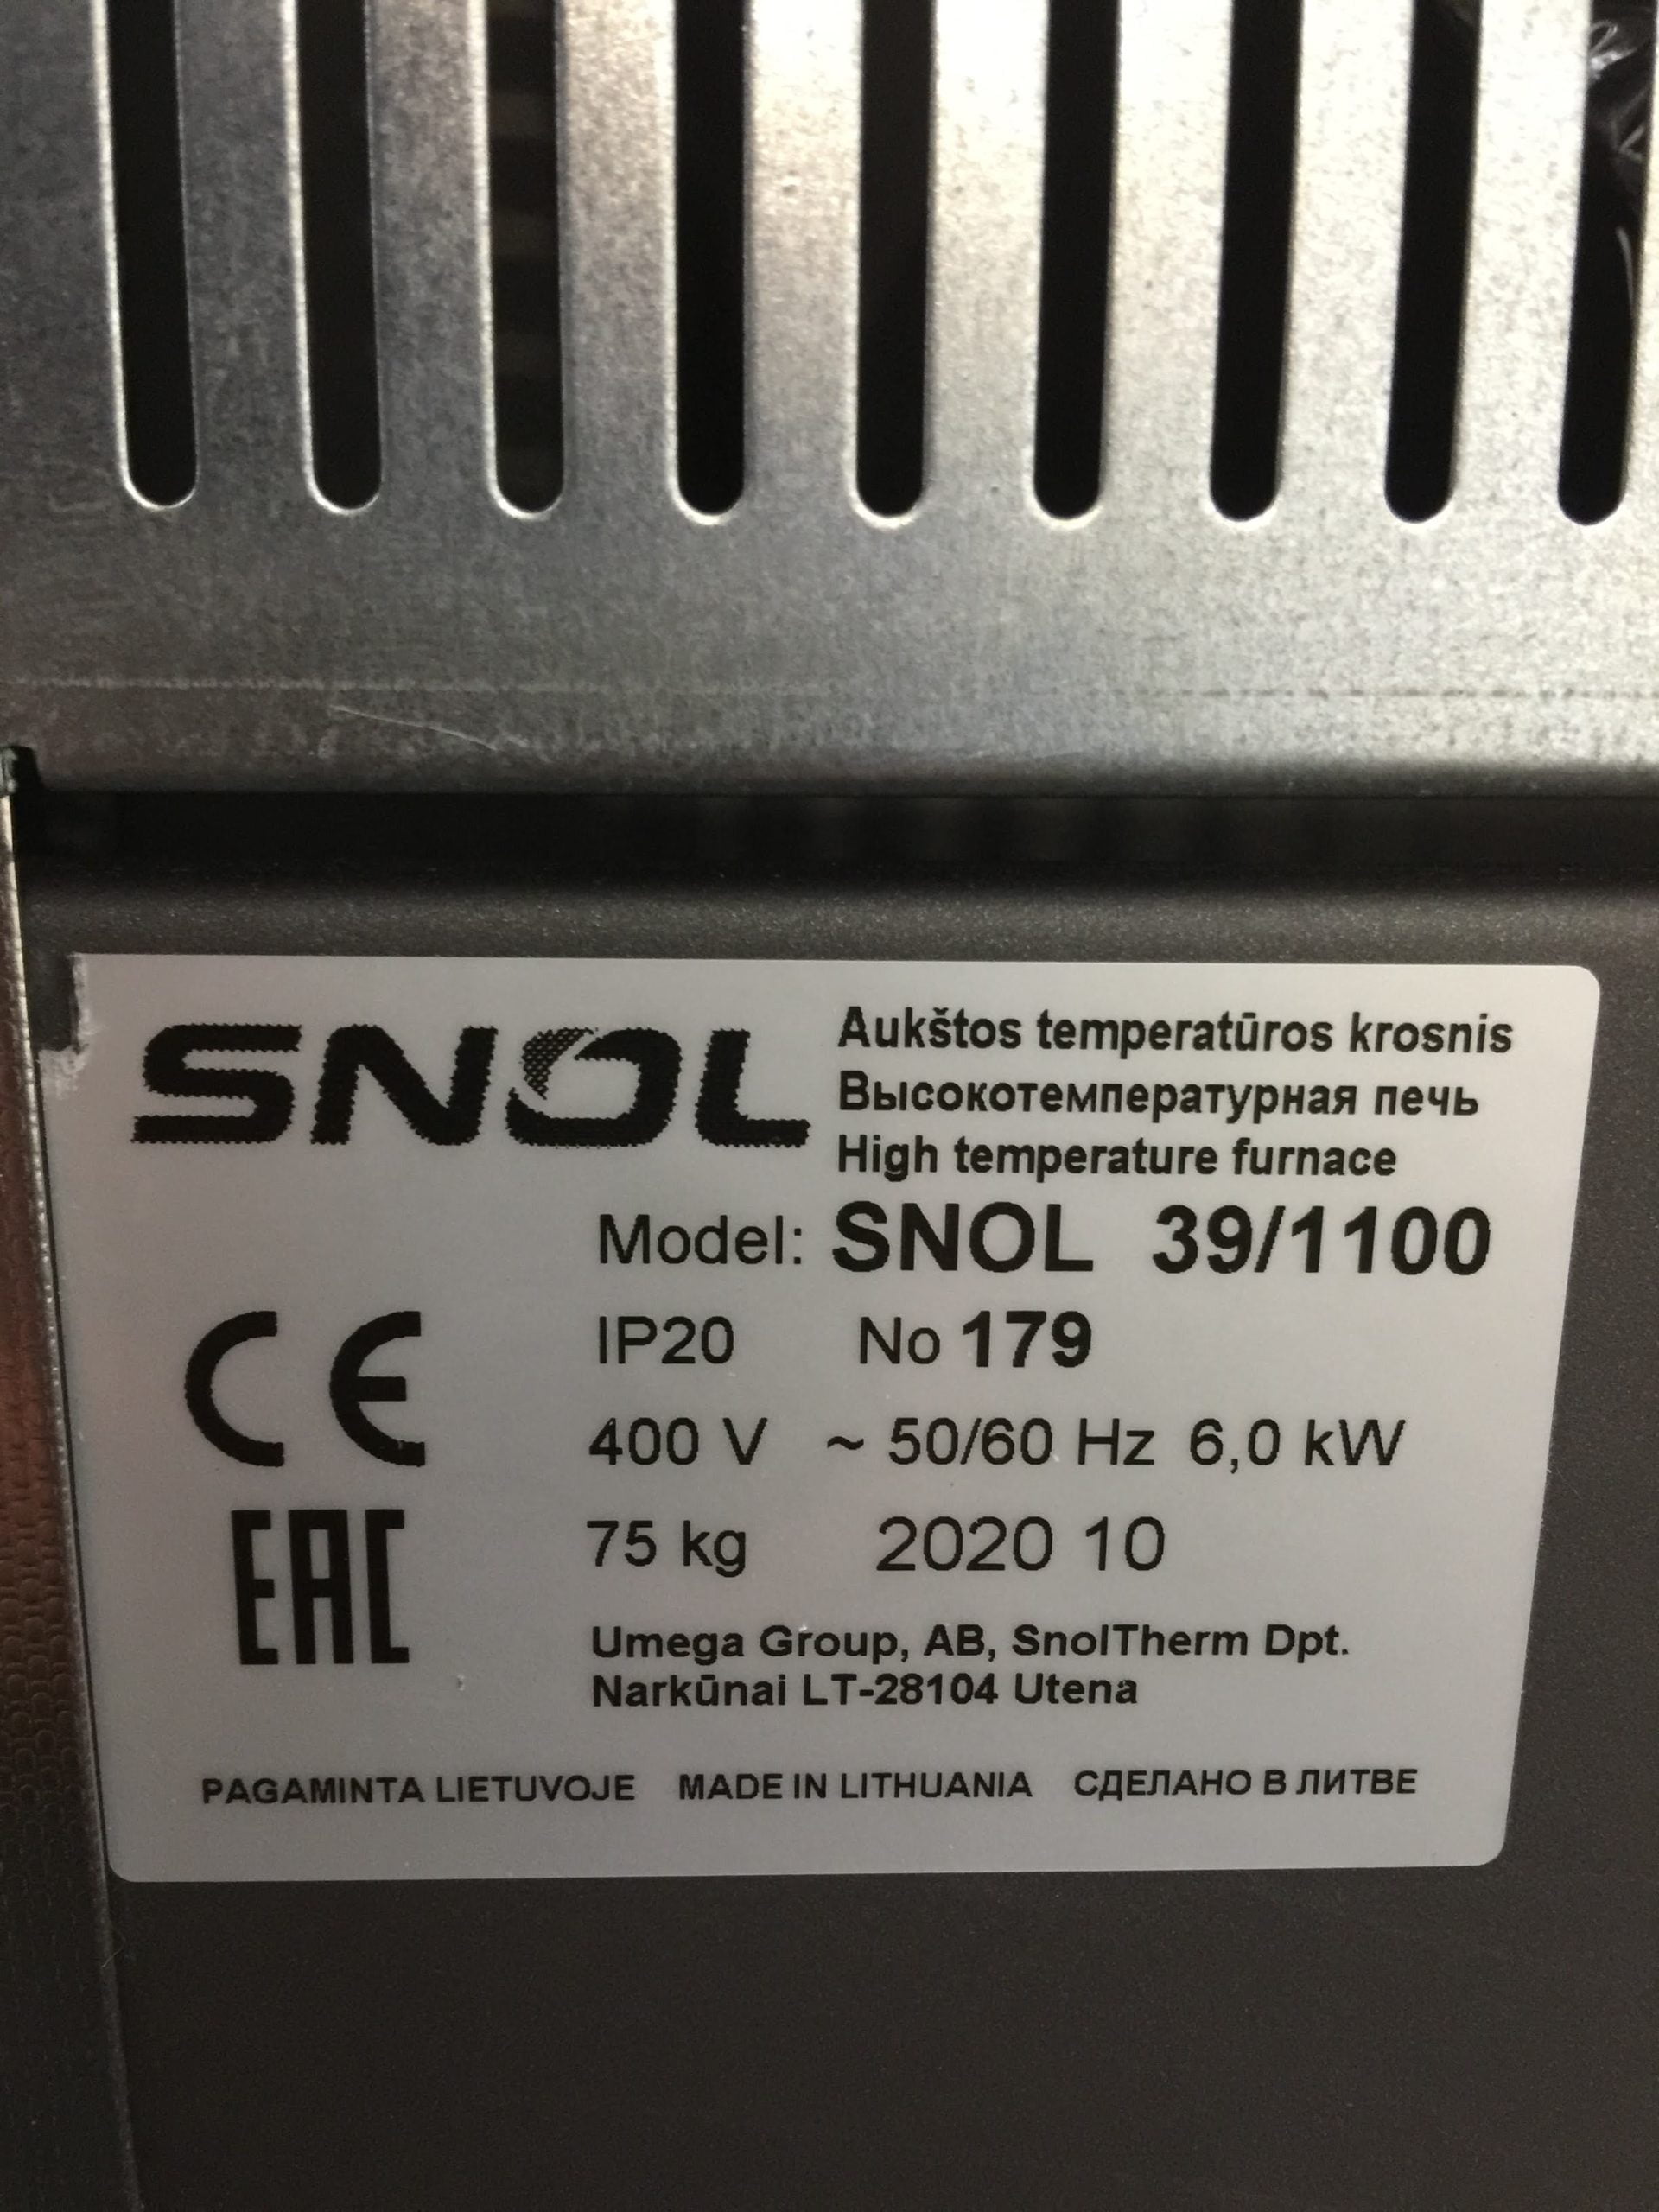 SNOL
Aukštos temperatūros krosnis
Высокотемпературная печь
High temperature furnace
Model: SNOL 39/1100
IP20 No 179
400 V ~ 50/60 Hz 6,0 kW
75 kg 2020 10
CE
EAC
Umega Group, AB, SnolTherm Dpt.
Narkūnai LT-28104 Utena
PAGAMINTA LIETUVOJE MADE IN LITHUANIA СДЕЛАНО В ЛИТВЕ